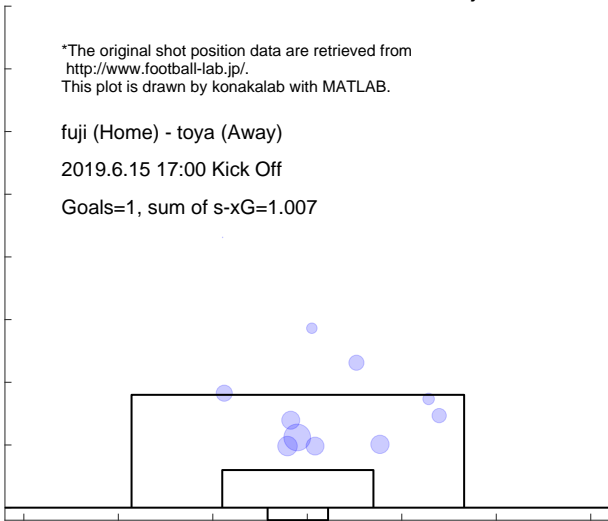 *The original shot position data are retrieved from
http://www.football-lab.jp/.
This plot is drawn by konakalab with MATLAB.
fuji (Home) - toya (Away)
2019.6.15 17:00 Kick Off
Goals=1, sum of s-xG=1.007